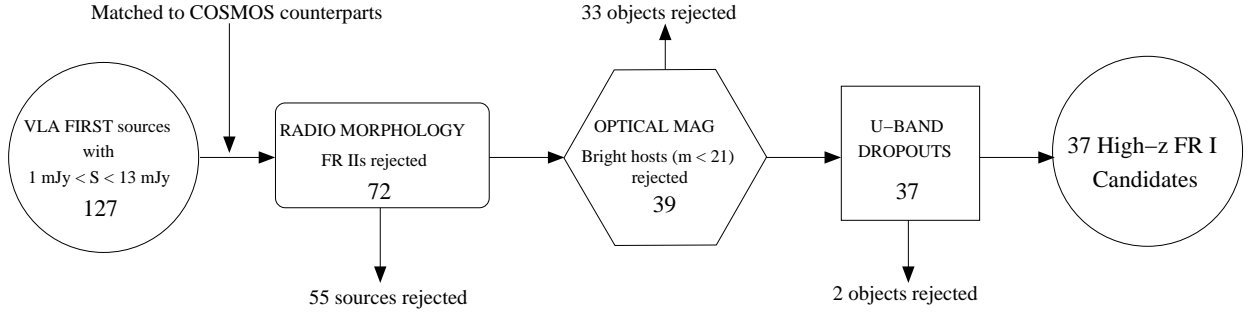 Matched to COSMOS counterparts
33 objects rejected
VLA FIRST sources
with
1 mJy < S < 13 mJy
127
RADIO MORPHOLOGY
FR IIs rejected
72
OPTICAL MAG
Bright hosts (m < 21)
rejected
39
U−BAND
DROPOUTS
37
37 High−z FR I
Candidates
55 sources rejected
2 objects rejected